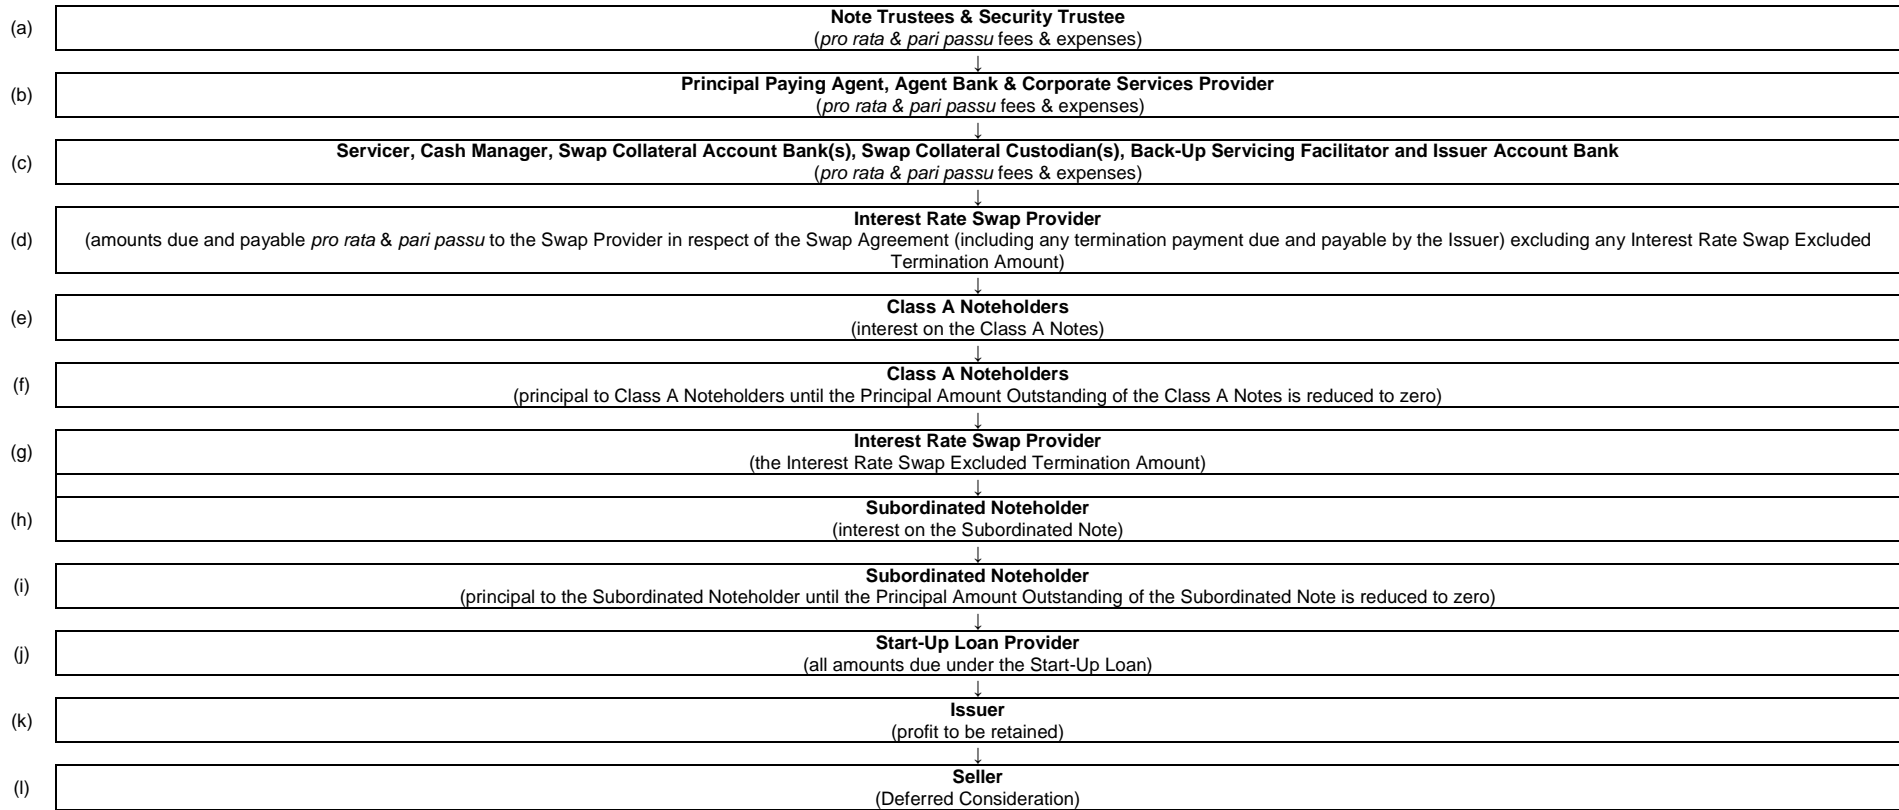 (a)
Note Trustees & Security Trustee
(pro rata & pari passu fees & expenses)
↓
(b)
Principal Paying Agent, Agent Bank & Corporate Services Provider
(pro rata & pari passu fees & expenses)
↓
(c)
Servicer, Cash Manager, Swap Collateral Account Bank(s), Swap Collateral Custodian(s), Back-Up Servicing Facilitator and Issuer Account Bank
(pro rata & pari passu fees & expenses)
↓
(d)
Interest Rate Swap Provider
(amounts due and payable pro rata & pari passu to the Swap Provider in respect of the Swap Agreement (including any termination payment due and payable by the Issuer) excluding any Interest Rate Swap Excluded
Termination Amount)
↓
(e)
Class A Noteholders
(interest on the Class A Notes)
↓
(f)
Class A Noteholders
(principal to Class A Noteholders until the Principal Amount Outstanding of the Class A Notes is reduced to zero)
↓
(g)
Interest Rate Swap Provider
(the Interest Rate Swap Excluded Termination Amount)
↓
(h)
Subordinated Noteholder
(interest on the Subordinated Note)
↓
(i)
Subordinated Noteholder
(principal to the Subordinated Noteholder until the Principal Amount Outstanding of the Subordinated Note is reduced to zero)
↓
(j)
Start-Up Loan Provider
(all amounts due under the Start-Up Loan)
↓
(k)
Issuer
(profit to be retained)
↓
(l)
Seller
(Deferred Consideration)